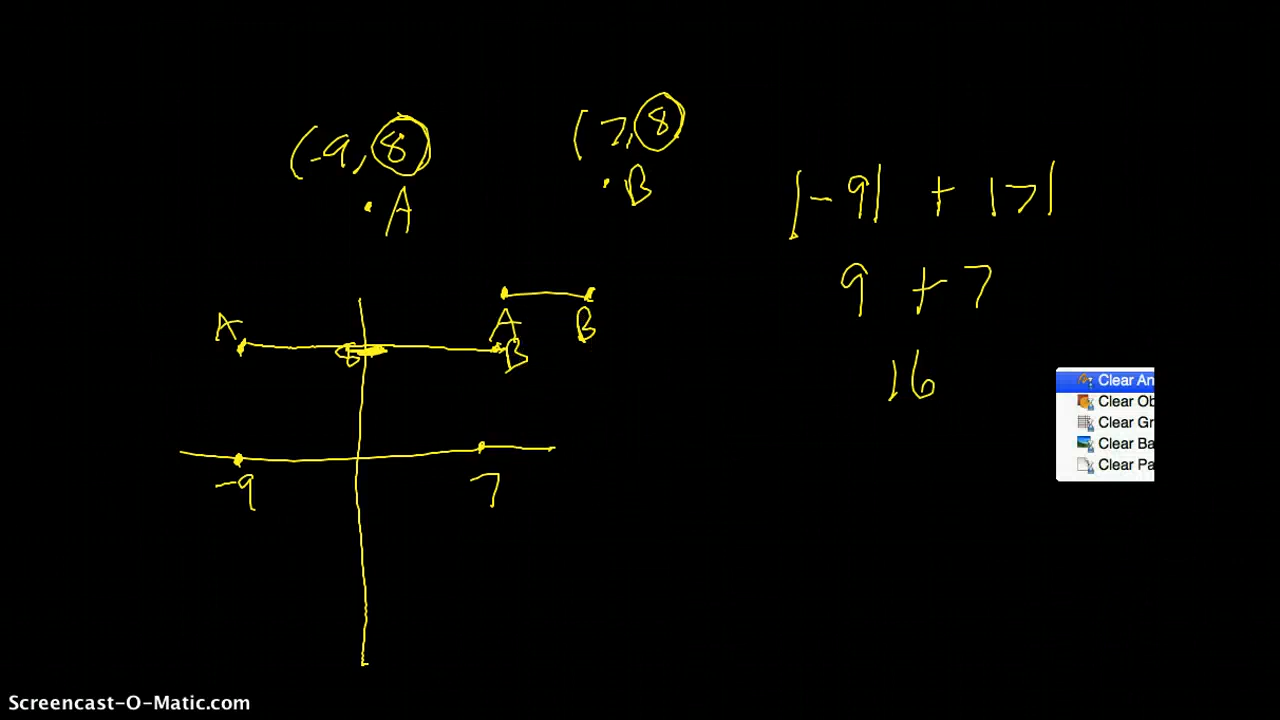 (-9, 8)
(7, 8)
. A
. B
|-9| + |7|
9 + 7
16
A
B
A
B
8
-9
7
Clear An
Clear Ob
Clear Gr
Clear Ba
Clear Pa
Screencast-O-Matic.com